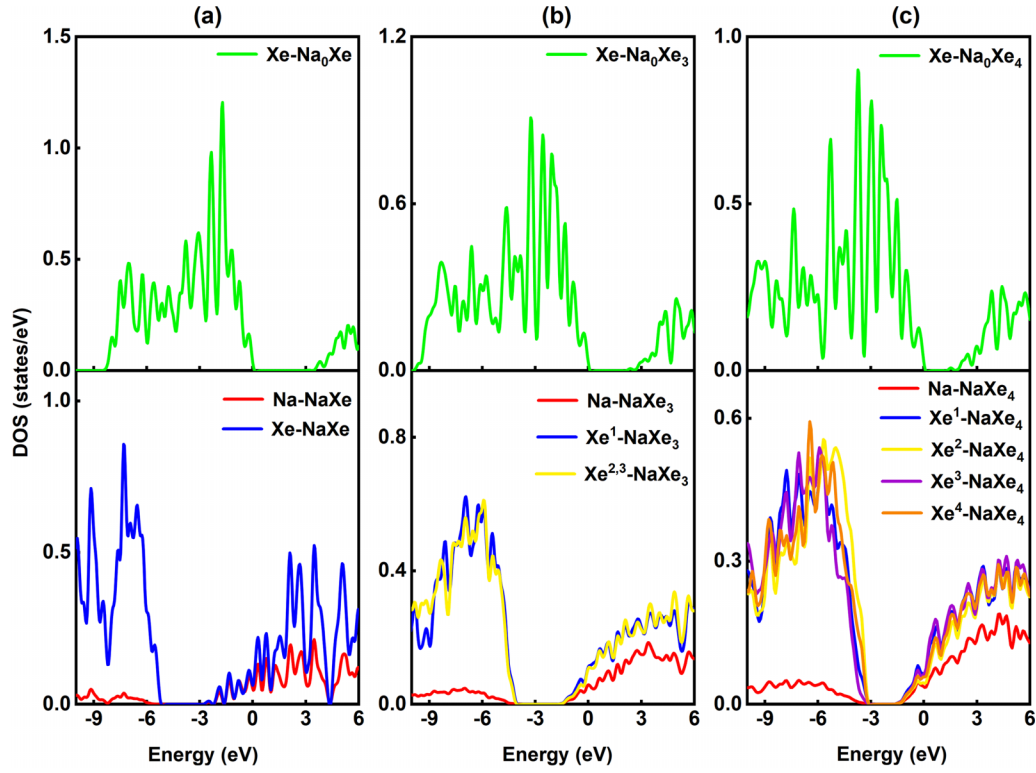 (a) (b) (c)
DOS (states/eV)
1.5
1.0
0.5
0.0
Xe-Na₀Xe
1.2
0.6
0.0
Xe-Na₀Xe₃
1.0
0.5
0.0
Xe-Na₀Xe₄
1.0
0.5
0.0
Na-NaXe
Xe-NaXe
-9 -6 -3 0 3 6
Energy (eV)
0.8
0.4
0.0
Na-NaXe₃
Xe¹-NaXe₃
Xe²,³-NaXe₃
-9 -6 -3 0 3 6
Energy (eV)
0.6
0.3
0.0
Na-NaXe₄
Xe¹-NaXe₄
Xe²-NaXe₄
Xe³-NaXe₄
Xe⁴-NaXe₄
-9 -6 -3 0 3 6
Energy (eV)